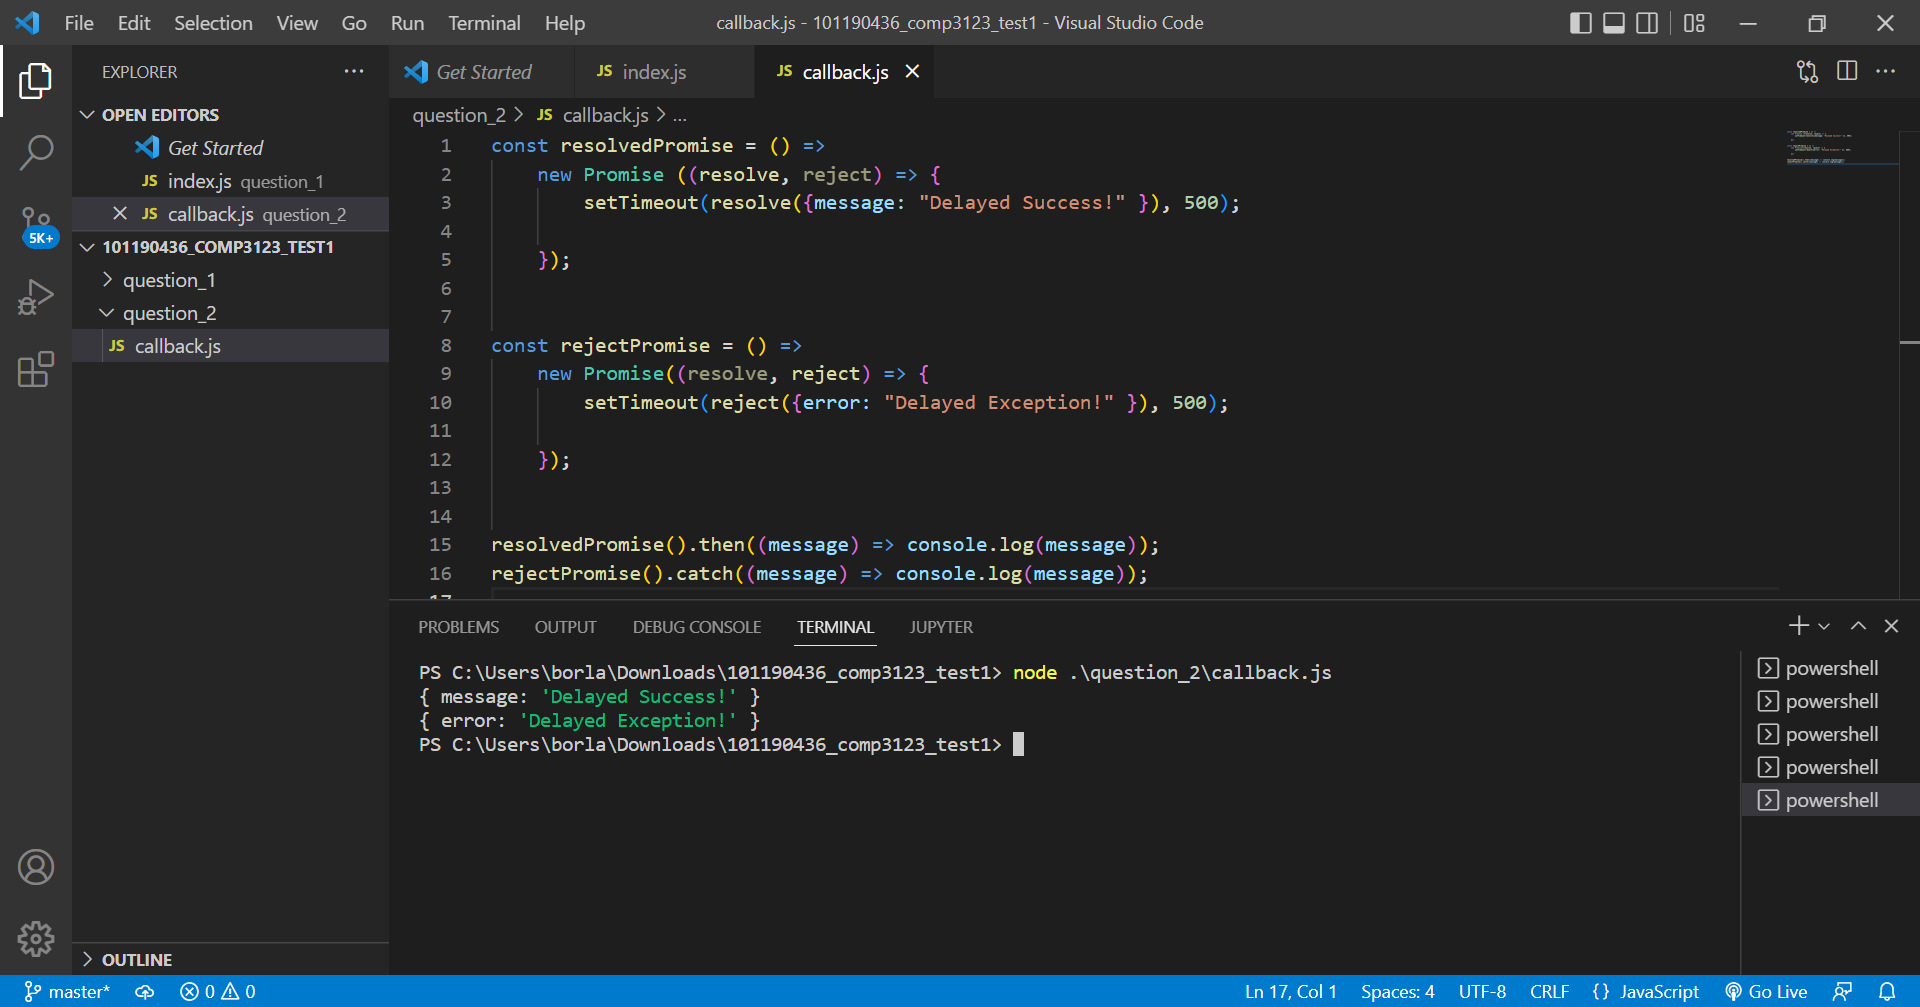 File Edit Selection View Go Run Terminal Help
callback.js - 101190436_comp3123_test1 - Visual Studio Code
EXPLORER
OPEN EDITORS
Get Started
index.js question_1
callback.js question_2
101190436_COMP3123_TEST1
question_1
question_2
JS callback.js
OUTLINE
5K+
Get Started JS index.js JS callback.js
question_2 > JS callback.js > ...
1 const resolvedPromise = () =>
2 new Promise ((resolve, reject) => {
3 setTimeout(resolve({message: "Delayed Success!" }), 500);
4
5 });
6
7
8 const rejectPromise = () =>
9 new Promise((resolve, reject) => {
10 setTimeout(reject({error: "Delayed Exception!" }), 500);
11
12 });
13
14
15 resolvedPromise().then((message) => console.log(message));
16 rejectPromise().catch((message) => console.log(message));
17
PROBLEMS OUTPUT DEBUG CONSOLE TERMINAL JUPYTER
PS C:\Users\borla\Downloads\101190436_comp3123_test1> node .\question_2\callback.js
{ message: 'Delayed Success!' }
{ error: 'Delayed Exception!' }
PS C:\Users\borla\Downloads\101190436_comp3123_test1>
powershell
powershell
powershell
powershell
powershell
master* 0 0 Ln 17, Col 1 Spaces: 4 UTF-8 CRLF {} JavaScript Go Live